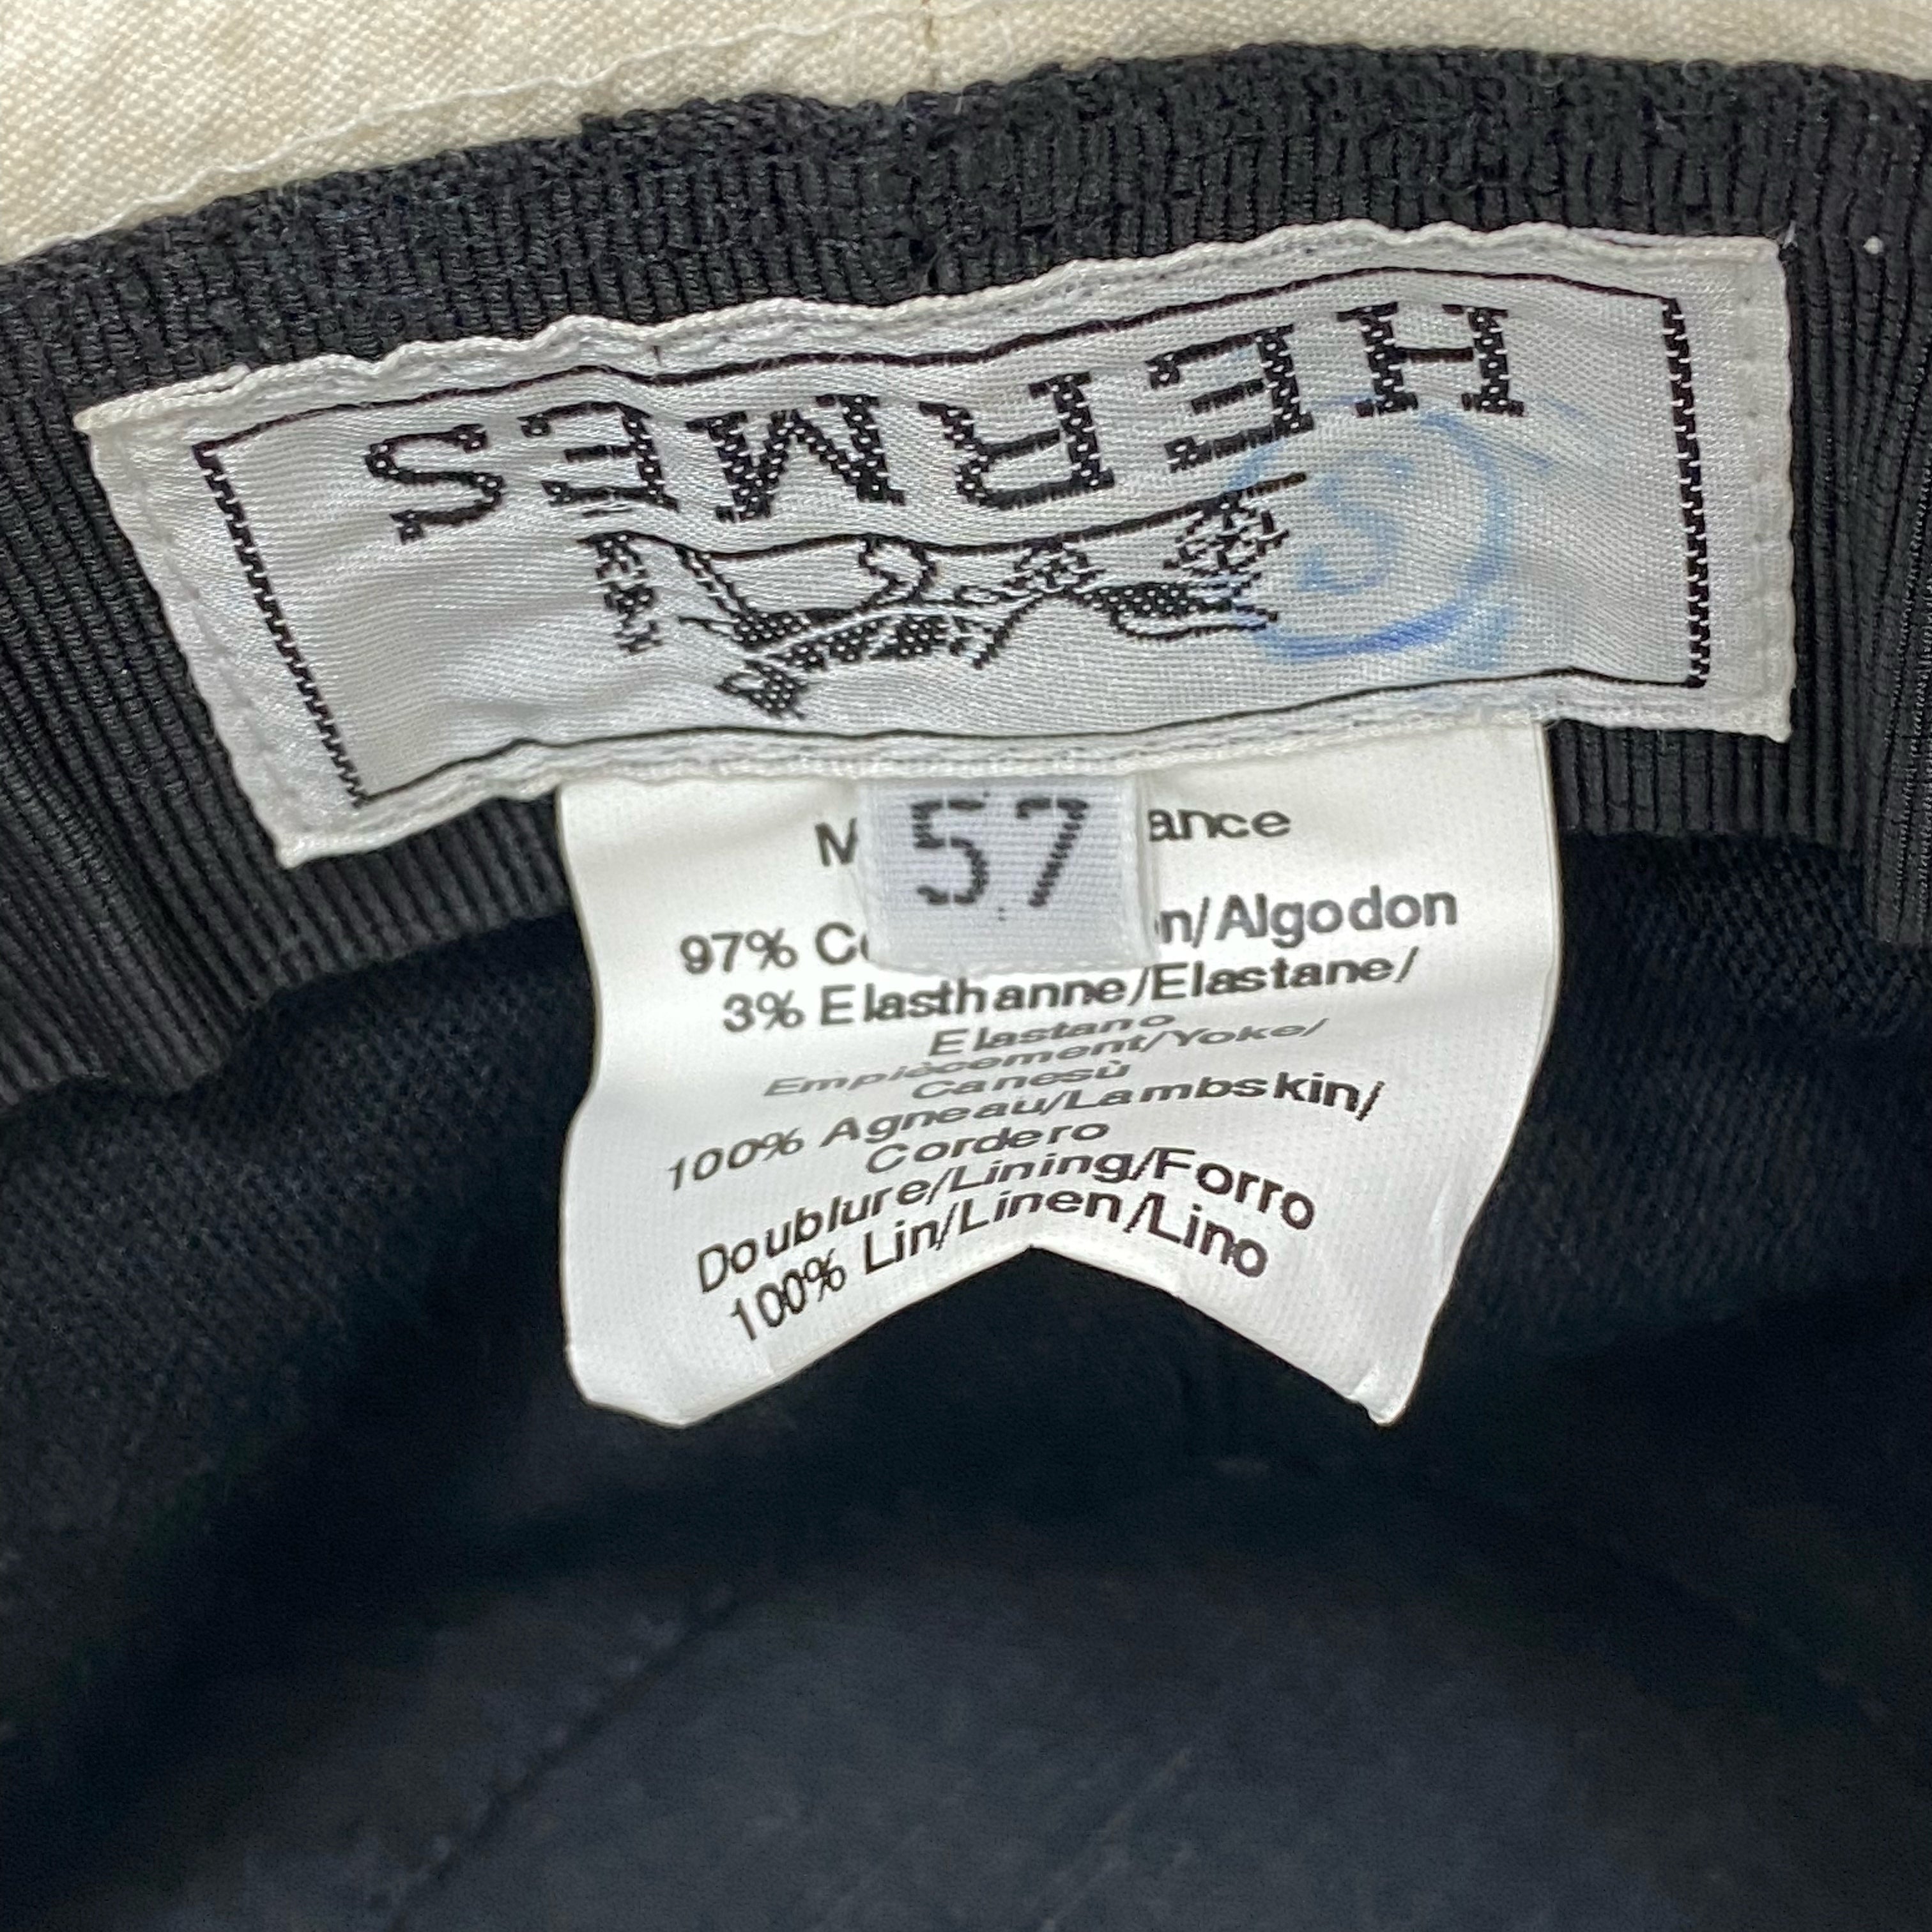 HERMES
57
M ance
97% Co n/Algodon
3% Elasthanne/Elastane/
Elastano
Empiècement/Yoke/
Canesù
100% Agneau/Lambskin/
Cordero
Doublure/Lining/Forro
100% Lin/Linen/Lino